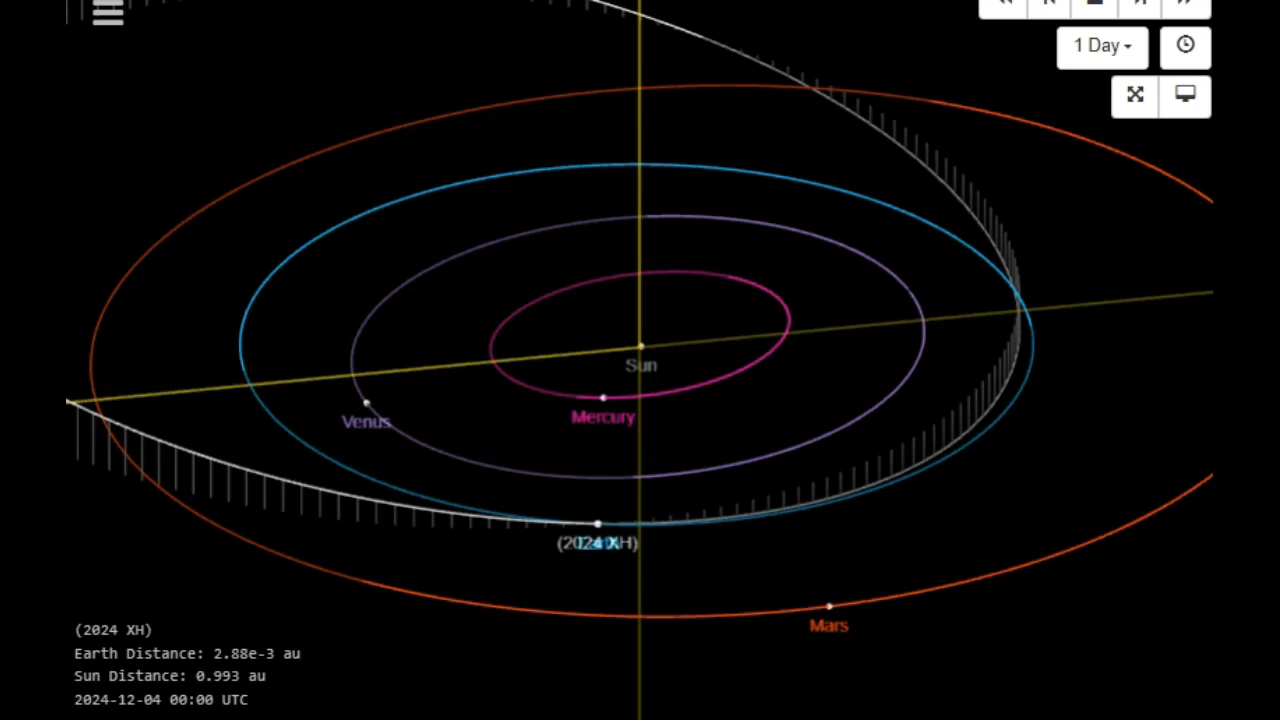 1 Day
Sun
Mercury
Venus
(2024 XH)
Mars
(2024 XH)
Earth Distance: 2.88e-3 au
Sun Distance: 0.993 au
2024-12-04 00:00 UTC